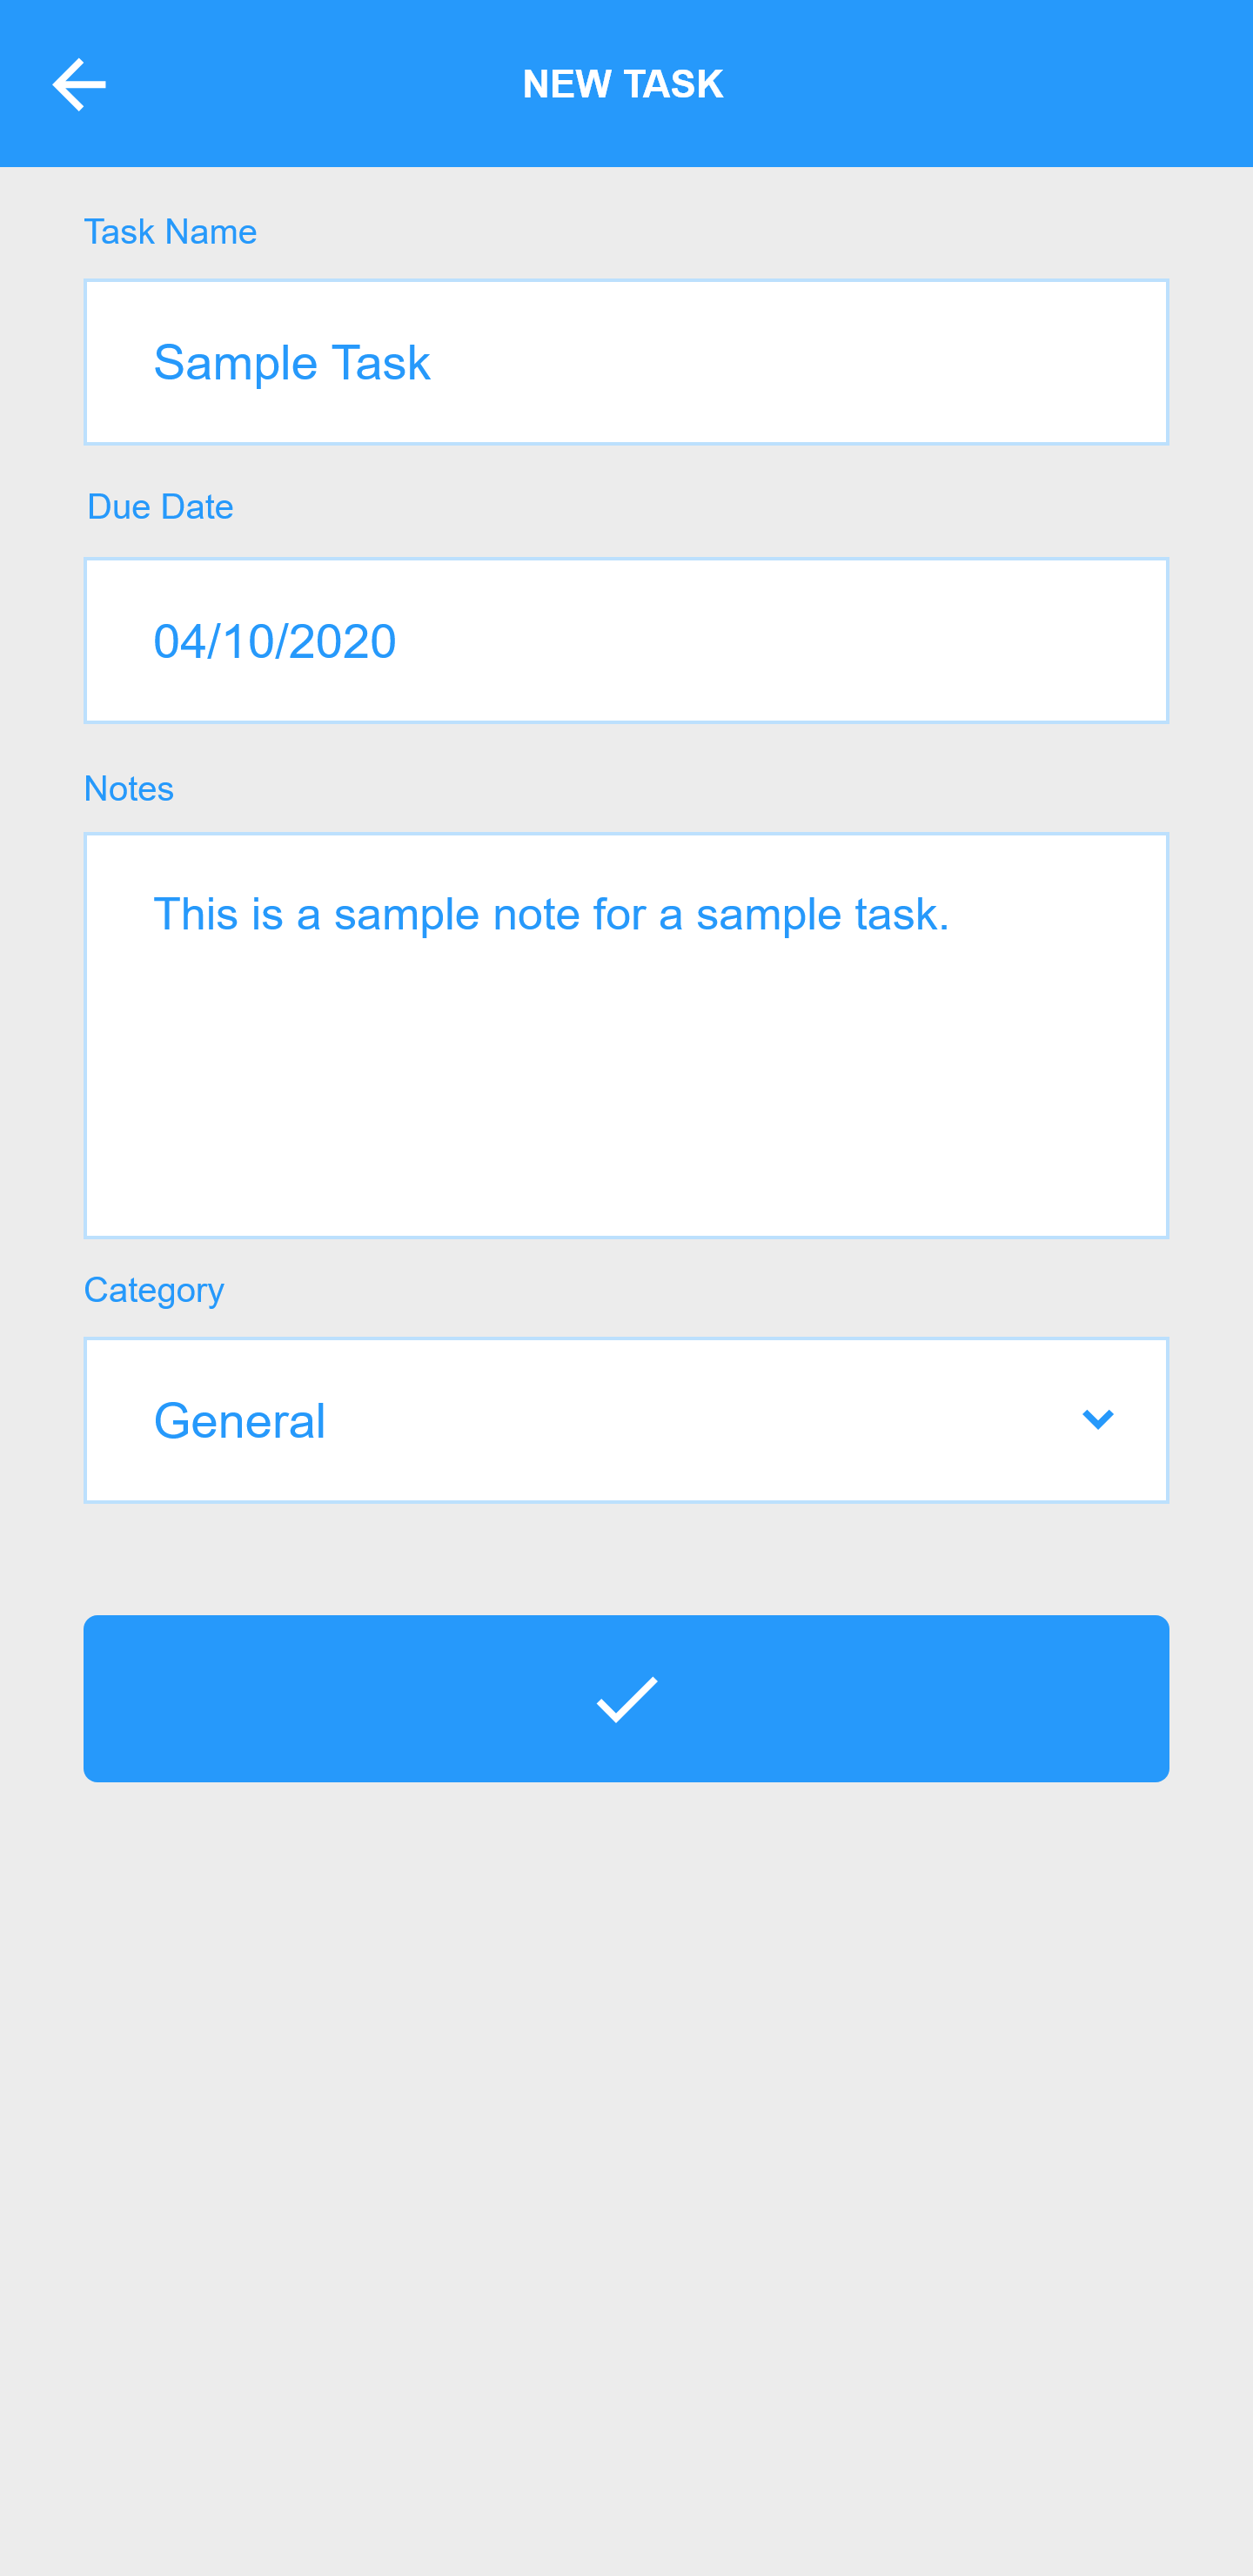 NEW TASK
Task Name
Sample Task
Due Date
04/10/2020
Notes
This is a sample note for a sample task.
Category
General